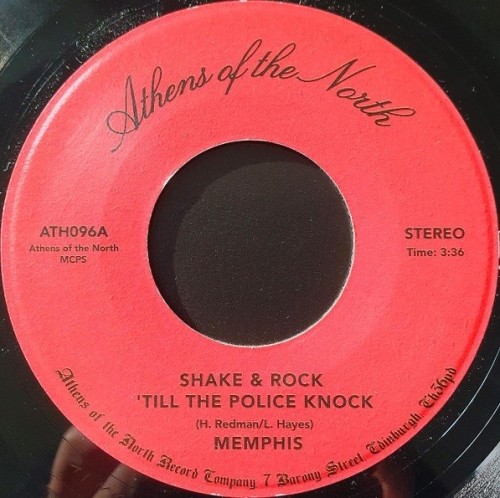 Athens of the North
ATH096A
Athens of the North
MCPS
STEREO
Time: 3:36
SHAKE & ROCK
'TILL THE POLICE KNOCK
(H. Redman/L. Hayes)
MEMPHIS
Athens of the North Record Company 7 Barony Street, Edinburgh, Eh36pd